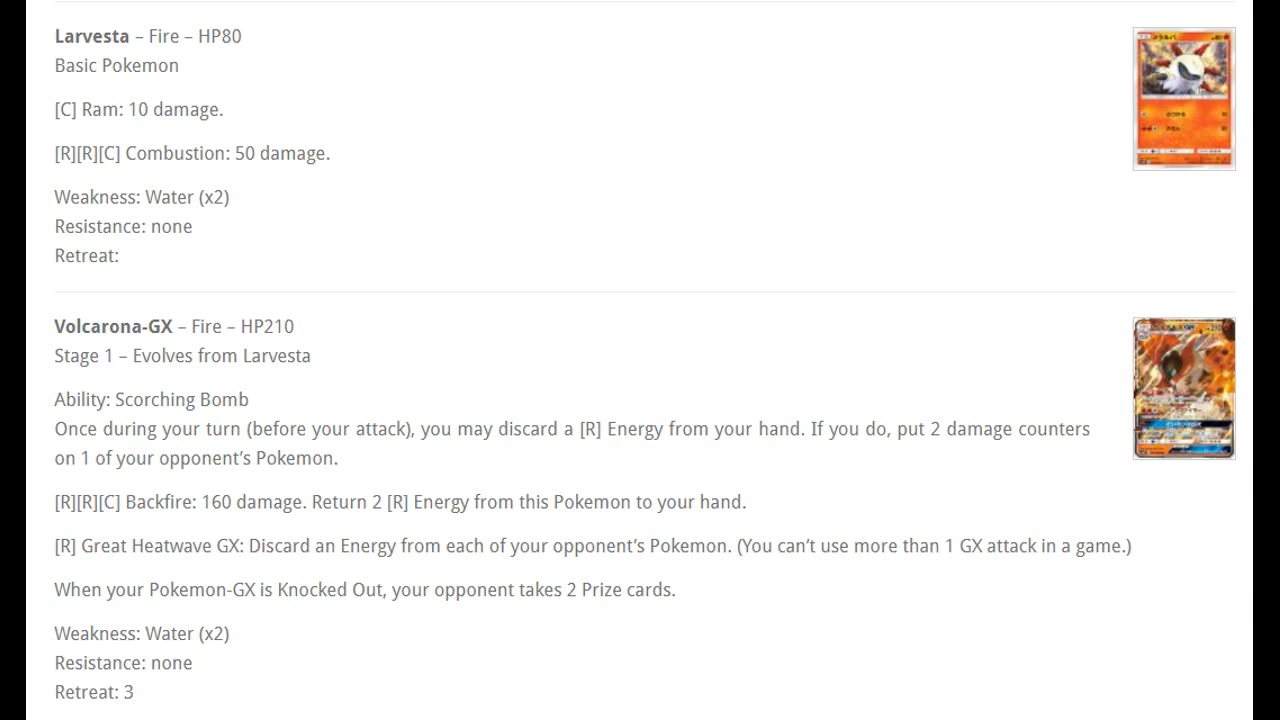 Larvesta – Fire – HP80
Basic Pokemon
[C] Ram: 10 damage.
[R][R][C] Combustion: 50 damage.
Weakness: Water (x2)
Resistance: none
Retreat:
Volcarona-GX – Fire – HP210
Stage 1 – Evolves from Larvesta
Ability: Scorching Bomb
Once during your turn (before your attack), you may discard a [R] Energy from your hand. If you do, put 2 damage counters
on 1 of your opponent’s Pokemon.
[R][R][C] Backfire: 160 damage. Return 2 [R] Energy from this Pokemon to your hand.
[R] Great Heatwave GX: Discard an Energy from each of your opponent’s Pokemon. (You can’t use more than 1 GX attack in a game.)
When your Pokemon-GX is Knocked Out, your opponent takes 2 Prize cards.
Weakness: Water (x2)
Resistance: none
Retreat: 3